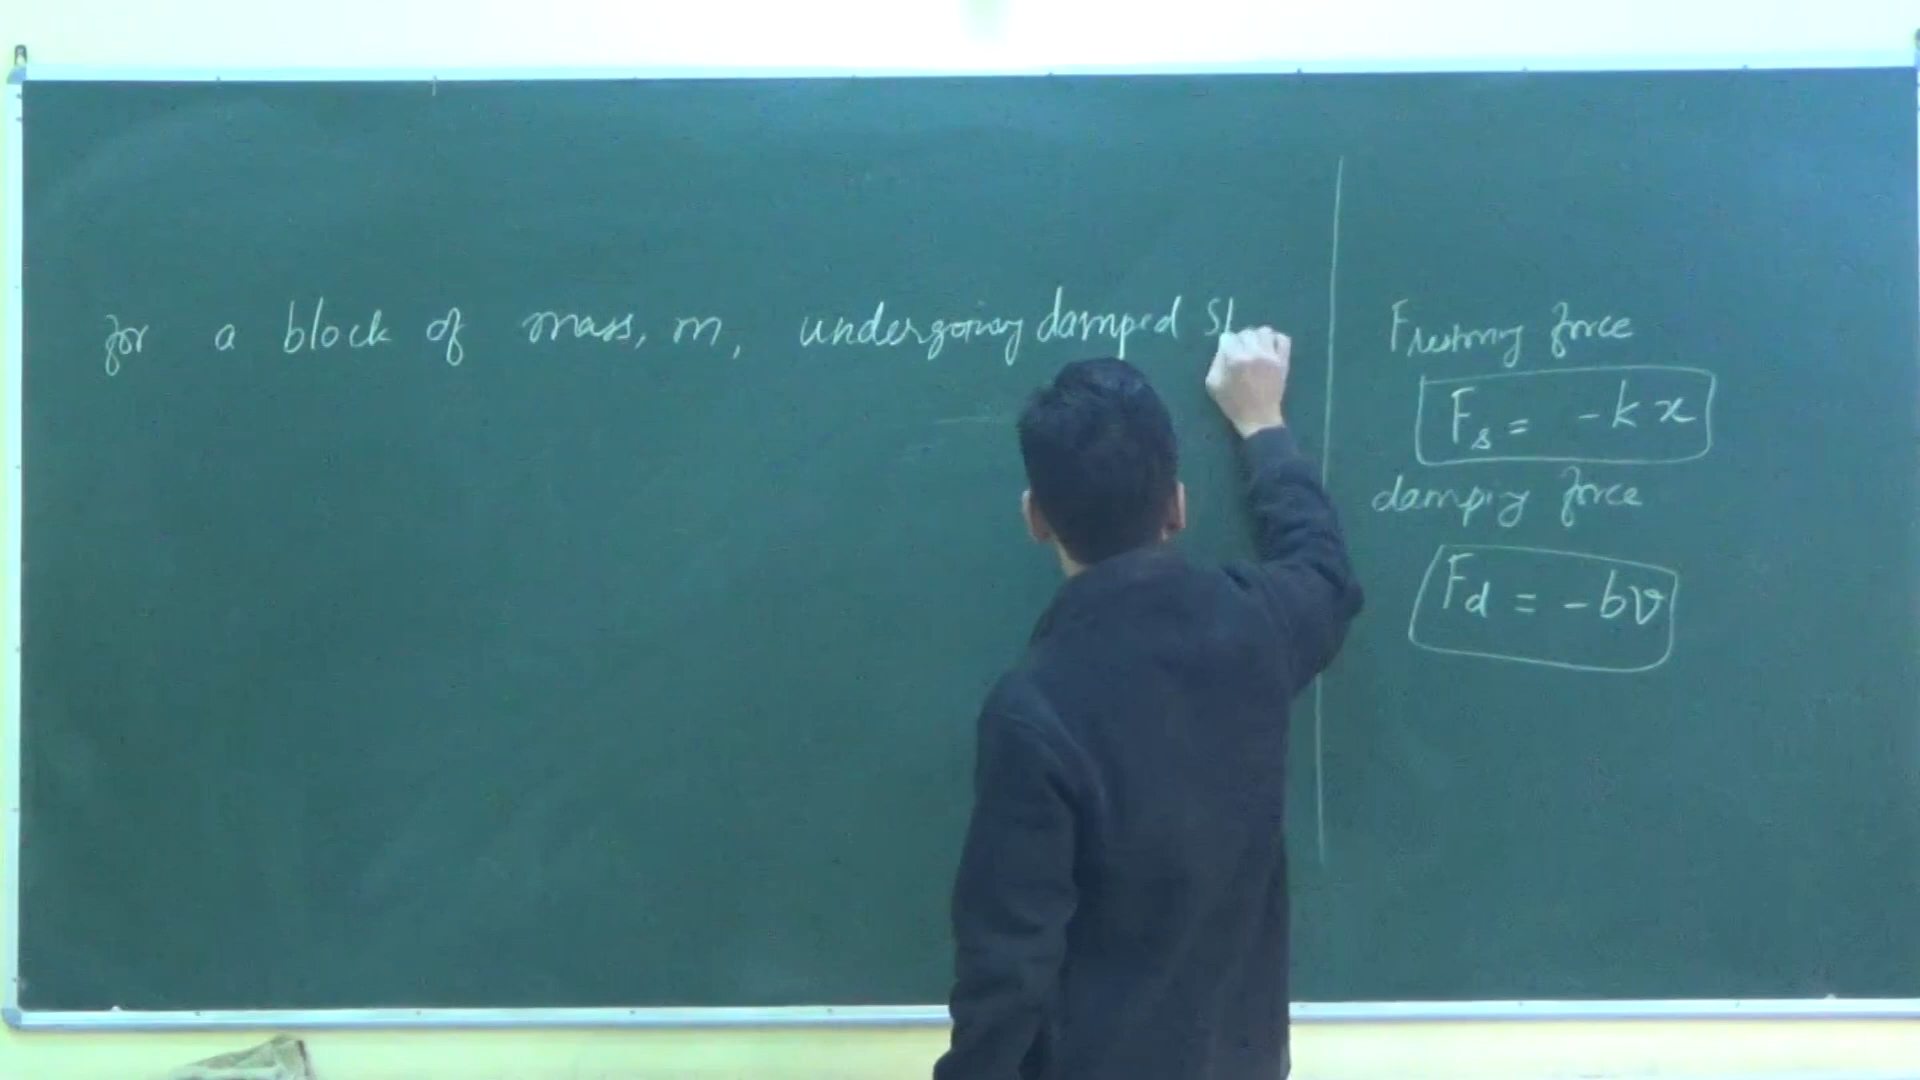 for a block of mass, m, undergoing damped
Frestoring force
Fs = -kx
damping force
Fd = -bv